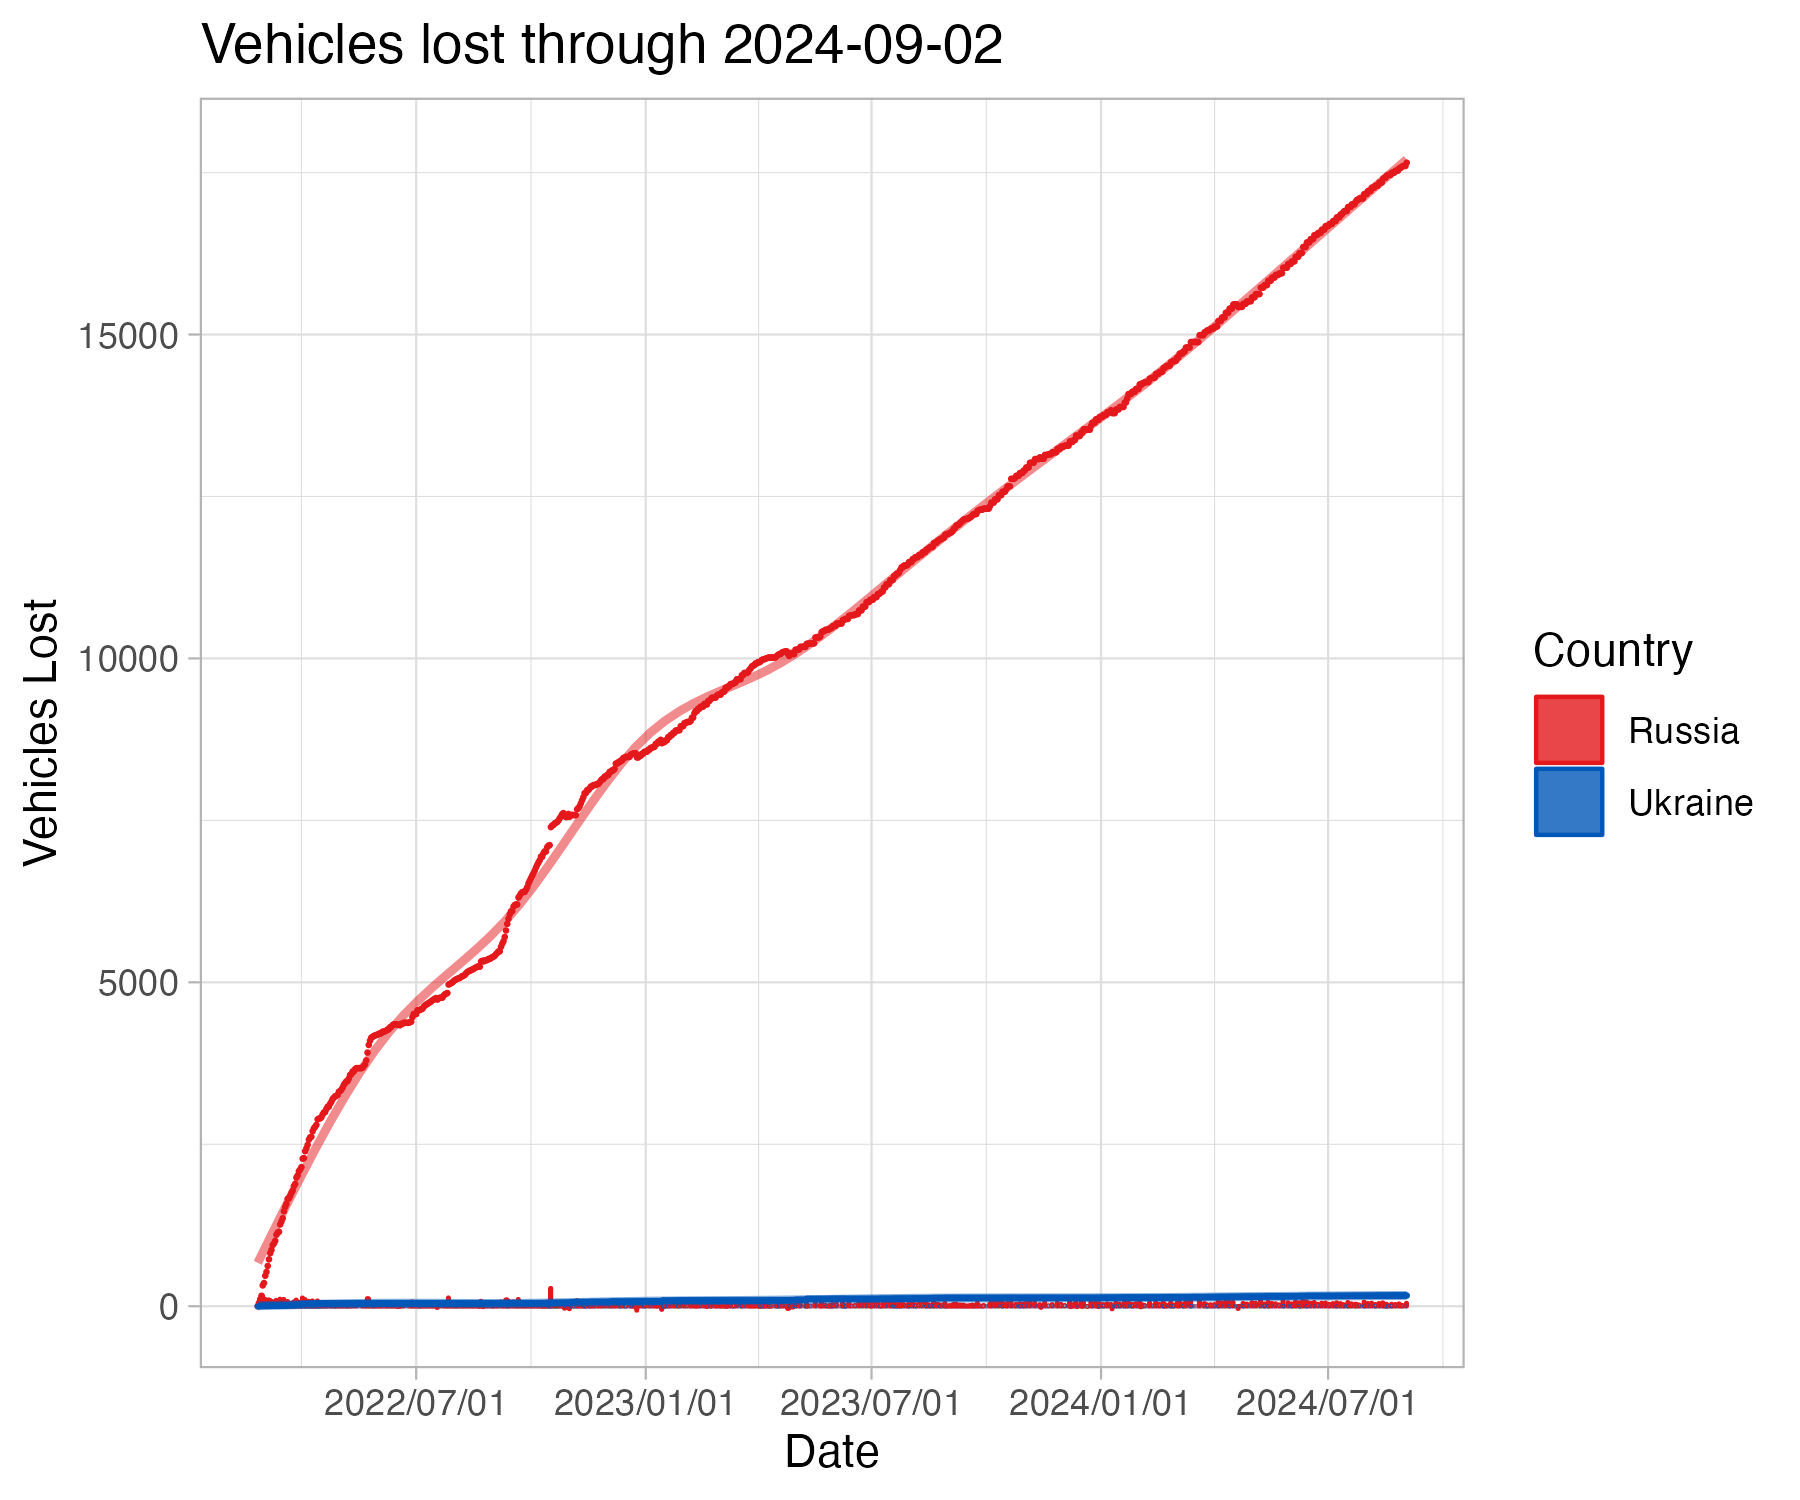 Vehicles lost through 2024-09-02
Vehicles Lost
15000
10000
5000
0
2022/07/01
2023/01/01
2023/07/01
2024/01/01
2024/07/01
Date
Country
Russia
Ukraine